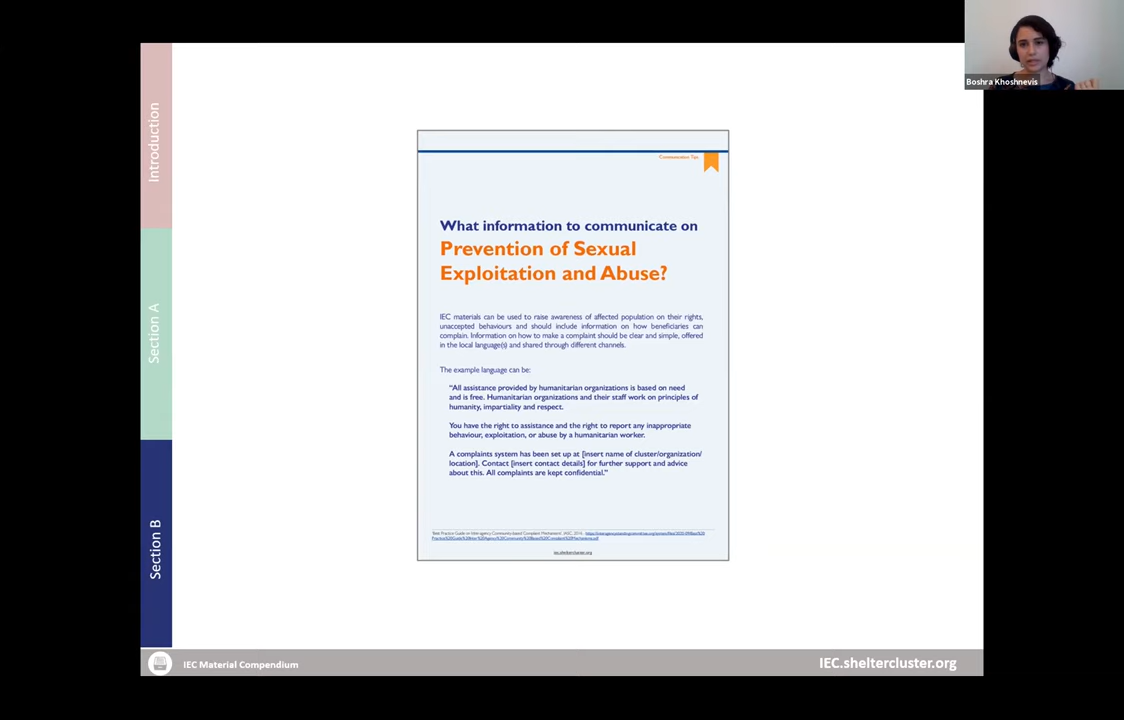 Boshra Khoshnevis
Introduction
Section A
Section B
Communication Tips
What information to communicate on
Prevention of Sexual
Exploitation and Abuse?
IEC materials can be used to raise awareness of affected population on their rights,
unaccepted behaviours and should include information on how beneficiaries can
complain. Information on how to make a complaint should be clear and simple, offered
in the local language(s) and shared through different channels.
The example language can be:
“All assistance provided by humanitarian organizations is based on need
and is free. Humanitarian organizations and their staff work on principles of
humanity, impartiality and respect.
You have the right to assistance and the right to report any inappropriate
behaviour, exploitation, or abuse by a humanitarian worker.
A complaints system has been set up at [insert name of cluster/organization/
location]. Contact [insert contact details] for further support and advice
about this. All complaints are kept confidential.”
iec.sheltercluster.org
IEC Material Compendium
IEC.sheltercluster.org